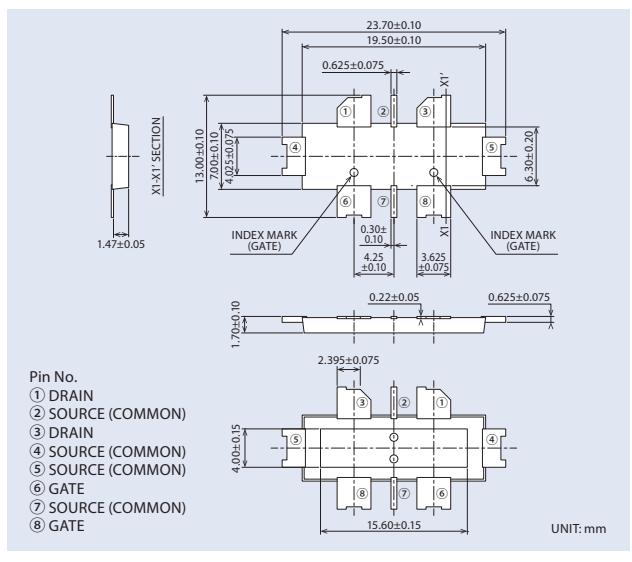 23.70±0.10
19.50±0.10
0.625±0.075
X1'
①
②
③
④
⑤
X1-X1' SECTION
13.00±0.10
7.00±0.10
4.025±0.075
6.30±0.20
⑥
⑦
⑧
X1
INDEX MARK
(GATE)
0.30±
0.10
INDEX MARK
(GATE)
1.47±0.05
4.25
±0.10
3.625
±0.075
1.70±0.10
0.22±0.05
0.625±0.075
2.395±0.075
③
②
①
⑤
④
4.00±0.15
⑧
⑦
⑥
15.60±0.15
Pin No.
① DRAIN
② SOURCE (COMMON)
③ DRAIN
④ SOURCE (COMMON)
⑤ SOURCE (COMMON)
⑥ GATE
⑦ SOURCE (COMMON)
⑧ GATE
UNIT: mm